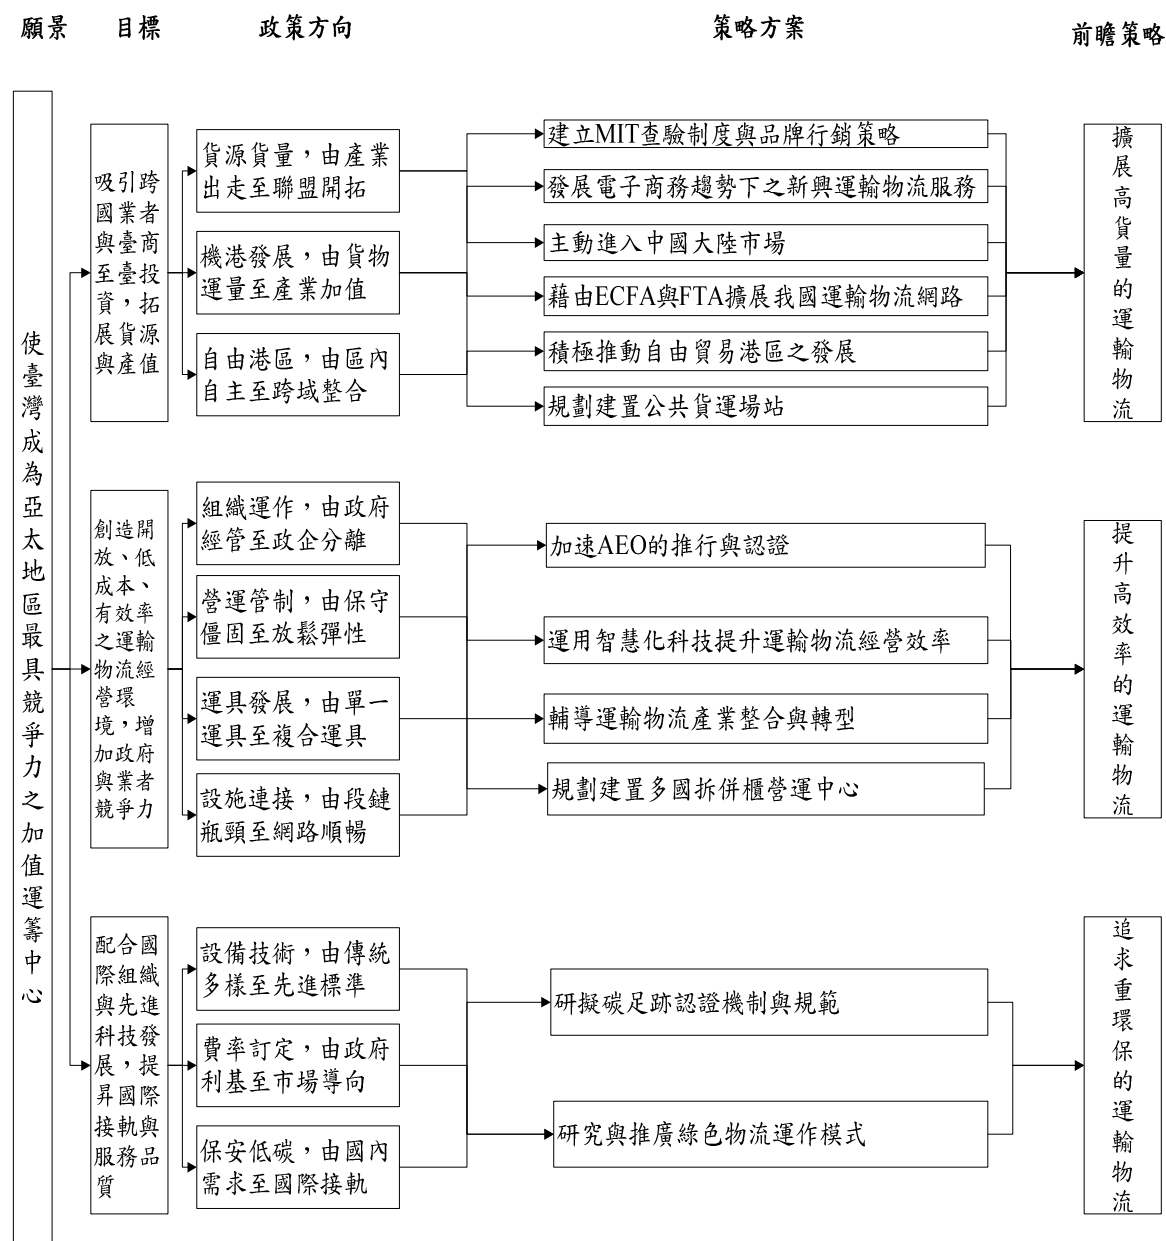 願景 目標 政策方向 策略方案 前瞻策略
使臺灣成為亞太地區最具競爭力之加值運籌中心
吸引跨
國業者
與臺商
至臺投
資，拓
展貨源
與產值
貨源貨量，由產業
出走至聯盟開拓
機港發展，由貨物
運量至產業加值
自由港區，由區內
自主至跨域整合
建立MIT查驗制度與品牌行銷策略
發展電子商務趨勢下之新興運輸物流服務
主動進入中國大陸市場
藉由ECFA與FTA擴展我國運輸物流網路
積極推動自由貿易港區之發展
規劃建置公共貨運場站
擴展高貨量的運輸物流
創造開
放、低
成本、
有效率
之運輸
物流經
營環
境，增
加政府
與業者
競爭力
組織運作，由政府
經管至政企分離
營運管制，由保守
僵固至放鬆彈性
運具發展，由單一
運具至複合運具
設施連接，由段鏈
瓶頸至網路順暢
加速AEO的推行與認證
運用智慧化科技提升運輸物流經營效率
輔導運輸物流產業整合與轉型
規劃建置多國拆併櫃營運中心
提升高效率的運輸物流
配合國
際組織
與先進
科技發
展，提
昇國際
接軌與
服務品
質
設備技術，由傳統
多樣至先進標準
費率訂定，由政府
利基至市場導向
保安低碳，由國內
需求至國際接軌
研擬碳足跡認證機制與規範
研究與推廣綠色物流運作模式
追求重環保的運輸物流